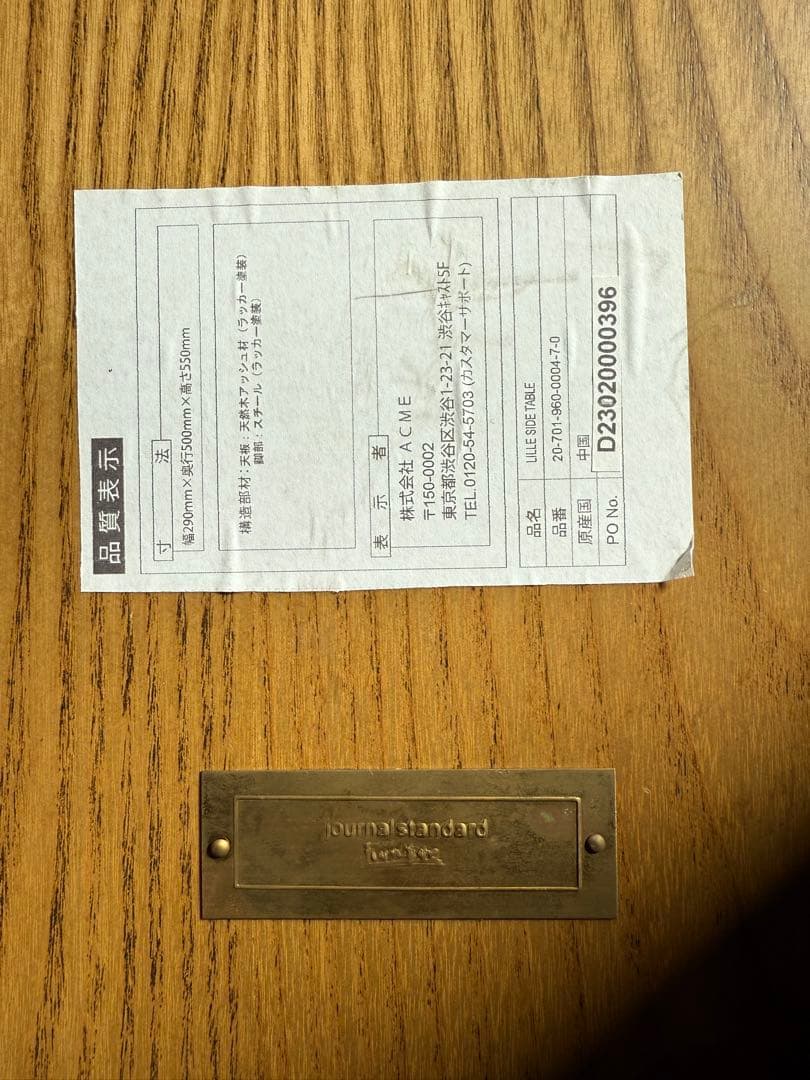 品質表示
寸 法
幅290mm×奥行500mm×高さ550mm
構造部材:天板:天然木アッシュ材(ラッカー塗装)
脚部:スチール(ラッカー塗装)
表 示 者
株式会社 ACME
〒150-0002
東京都渋谷区渋谷1-23-21 渋谷ｷｬｽﾄ5F
TEL.0120-54-5703 (カスタマーサポート)
品名 LILLE SIDE TABLE
品番 20-701-960-0004-7-0
原産国 中国
PO No. D23020000396
journal standard
Furniture